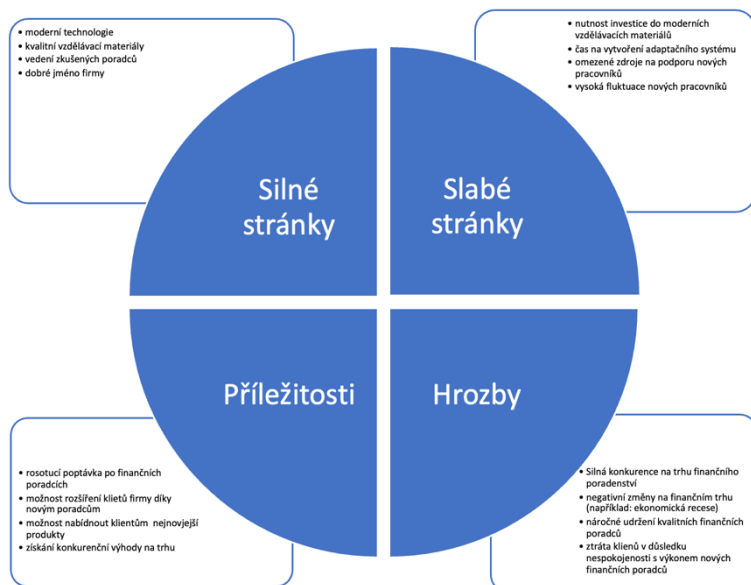 • moderní technologie
• kvalitní vzdělávací materiály
• vedení zkušených poradců
• dobré jméno firmy
• nutnost investice do moderních
vzdělávacích materiálů
• čas na vytvoření adaptačního systému
• omezené zdroje na podporu nových
pracovníků
• vysoká fluktuace nových pracovníků
Silné
stránky
Slabé
stránky
Příležitosti
Hrozby
• rosotucí poptávka po finančních
poradcích
• možnost rozšíření klietů firmy díky
novým poradcům
• možnost nabídnout klientům nejnovjejší
produkty
• získání konkurenční výhody na trhu
• Silná konkurence na trhu finančního
poradenství
• negativní změny na finančním trhu
(například: ekonomická recese)
• náročné udržení kvalitních finančních
poradců
• ztráta klienů v důsledku
nespokojenosti s výkonem nových
finančních poradců